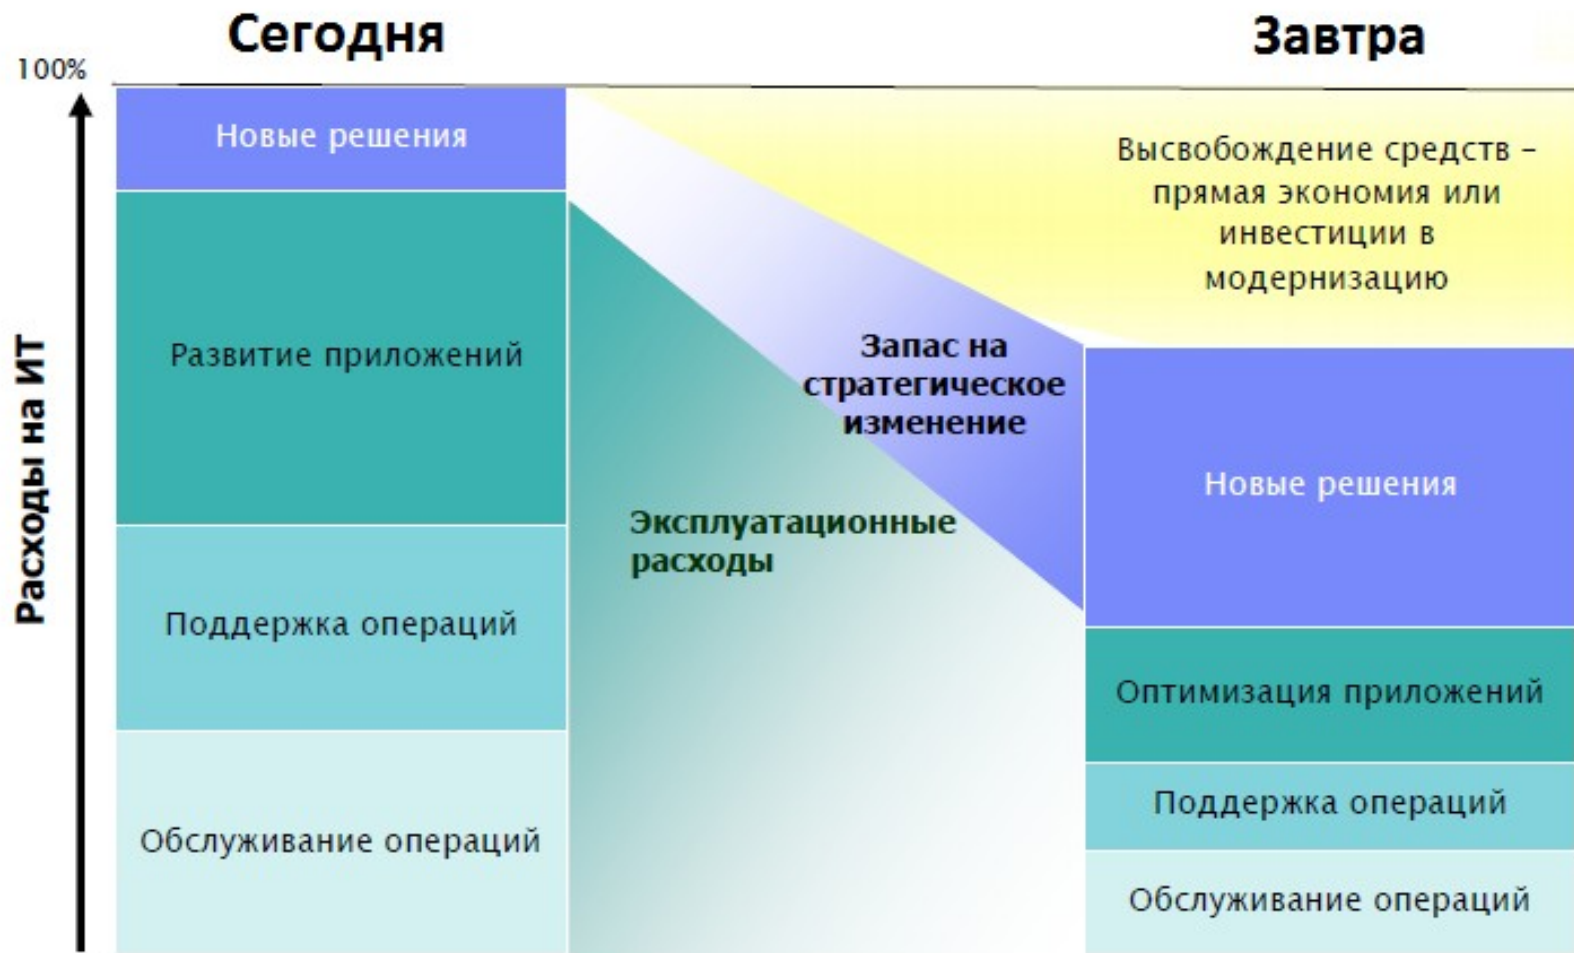 Сегодня
Завтра
100%
Расходы на ИТ
Новые решения
Развитие приложений
Поддержка операций
Обслуживание операций
Эксплуатационные
расходы
Запас на
стратегическое
изменение
Высвобождение средств –
прямая экономия или
инвестиции в
модернизацию
Новые решения
Оптимизация приложений
Поддержка операций
Обслуживание операций